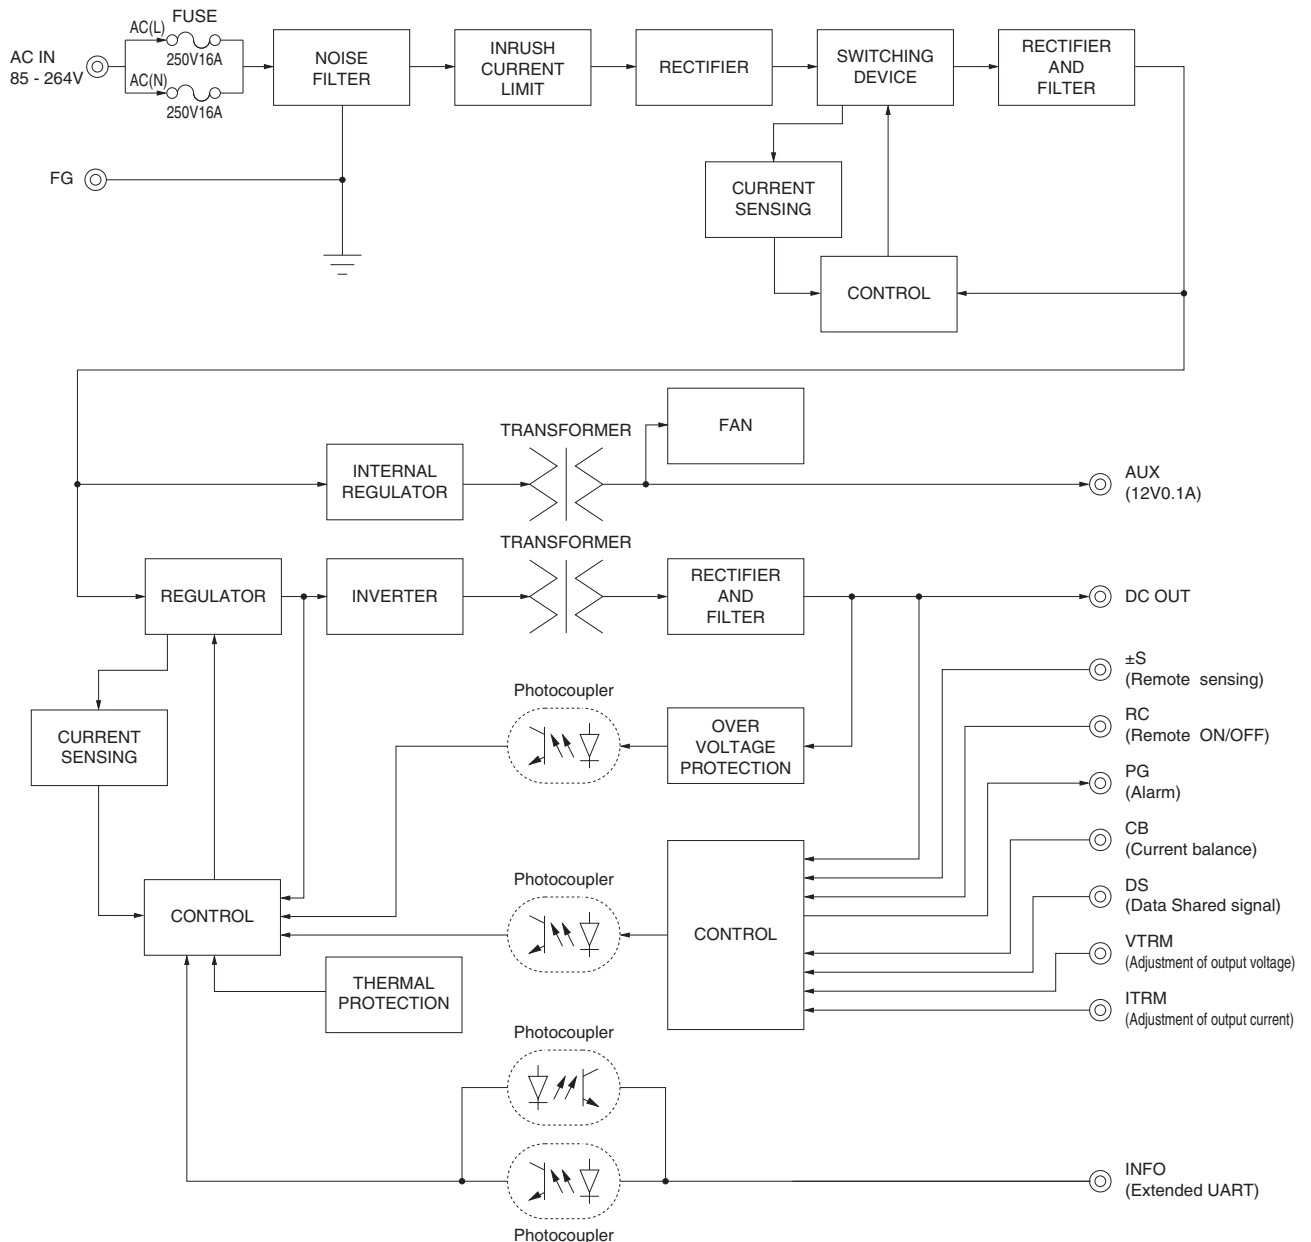 FUSE
AC(L)
AC IN
85 - 264V
250V16A
AC(N)
250V16A
NOISE
FILTER
INRUSH
CURRENT
LIMIT
RECTIFIER
SWITCHING
DEVICE
RECTIFIER
AND
FILTER
FG
CURRENT
SENSING
CONTROL
FAN
TRANSFORMER
INTERNAL
REGULATOR
AUX
(12V0.1A)
TRANSFORMER
REGULATOR
INVERTER
RECTIFIER
AND
FILTER
DC OUT
±S
(Remote sensing)
Photocoupler
OVER
VOLTAGE
PROTECTION
RC
(Remote ON/OFF)
CURRENT
SENSING
PG
(Alarm)
CB
(Current balance)
Photocoupler
DS
(Data Shared signal)
CONTROL
CONTROL
VTRM
(Adjustment of output voltage)
THERMAL
PROTECTION
ITRM
(Adjustment of output current)
Photocoupler
INFO
(Extended UART)
Photocoupler